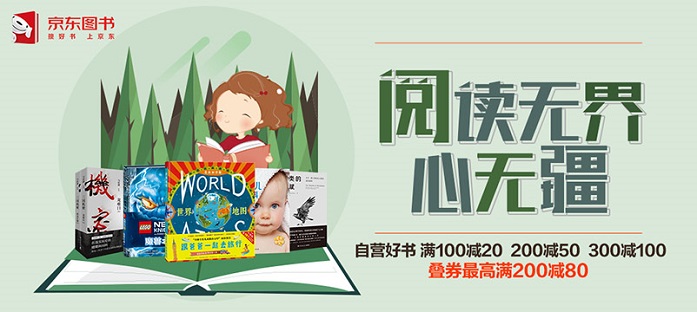 京东图书
搜好书 上京东
阅读无界
心无疆
自营好书 满100减20 200减50 300减100
叠券最高满200减80
機密
LEGO
NE
WORLD
世界
地图
跟爸爸一起去旅行
儿